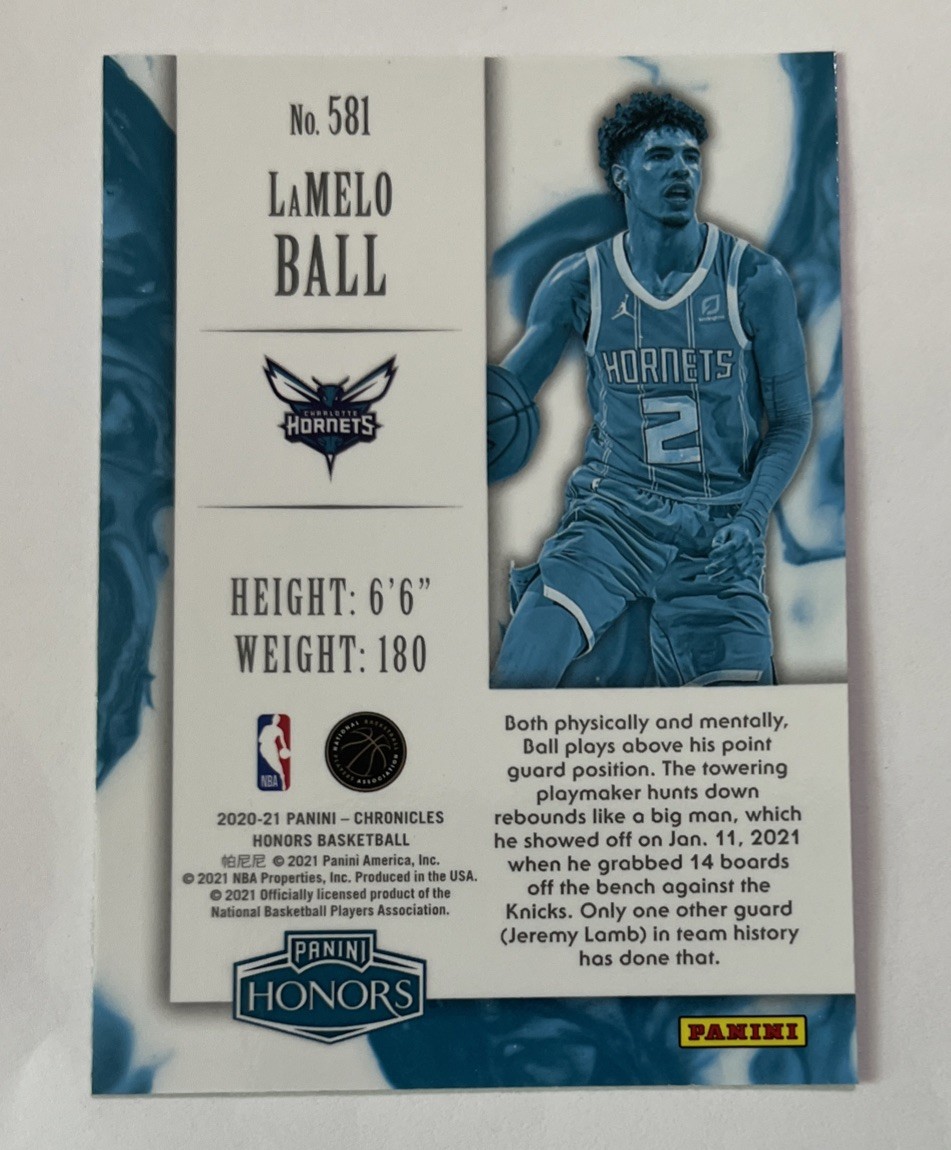 No. 581
LaMELO
BALL
CHARLOTTE
HORNETS
HEIGHT: 6'6”
WEIGHT: 180
NBA
NATIONAL BASKETBALL
PLAYERS ASSOCIATION
2020-21 PANINI – CHRONICLES
HONORS BASKETBALL
帕尼尼 © 2021 Panini America, Inc.
© 2021 NBA Properties, Inc. Produced in the USA.
© 2021 Officially licensed product of the
National Basketball Players Association.
PANINI
HONORS
HORNETS
2
Both physically and mentally,
Ball plays above his point
guard position. The towering
playmaker hunts down
rebounds like a big man, which
he showed off on Jan. 11, 2021
when he grabbed 14 boards
off the bench against the
Knicks. Only one other guard
(Jeremy Lamb) in team history
has done that.
PANINI